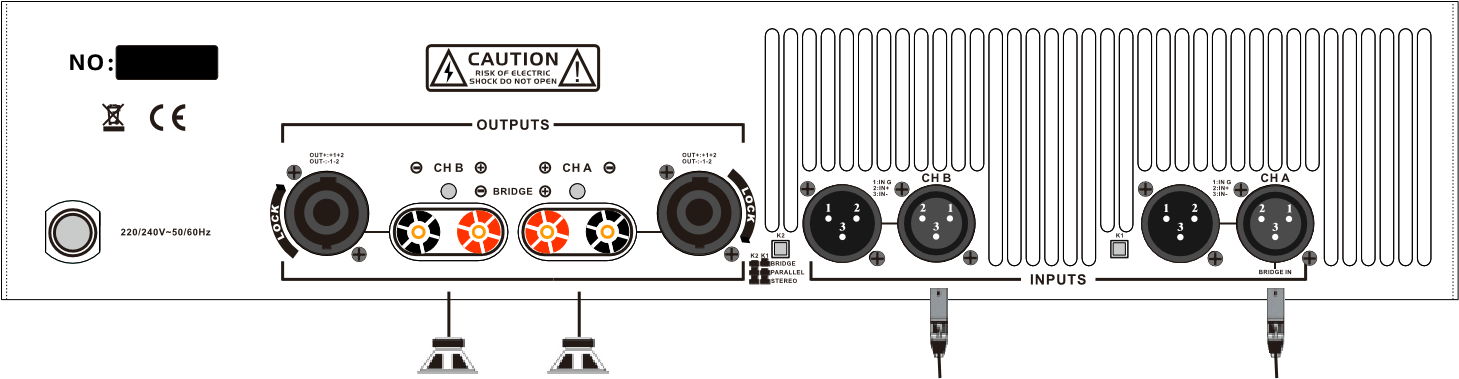 NO:
CE
220/240V~50/60Hz
CAUTION
RISK OF ELECTRIC
SHOCK DO NOT OPEN
OUTPUTS
OUT+:+1+2
OUT-:-1-2
LOCK
CH B
CH A
BRIDGE
OUT+:+1+2
OUT-:-1-2
LOCK
K2
K2 K1
BRIDGE
PARALLEL
STEREO
1 2
3
1:IN G
2:IN+
3:IN-
CH B
2 1
3
INPUTS
K1
1 2
3
1:IN G
2:IN+
3:IN-
CH A
2 1
3
BRIDGE IN